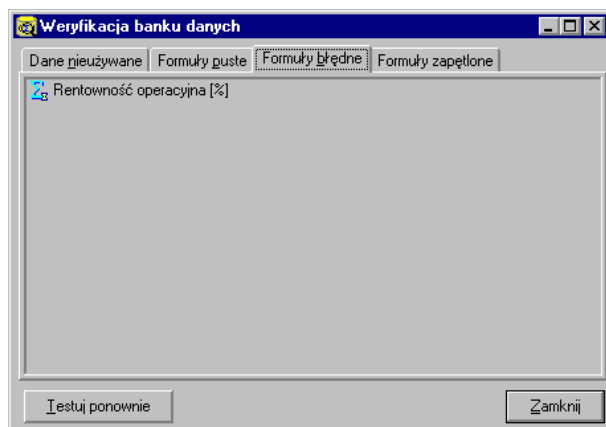 Weryfikacja banku danych
Dane nieużywane Formuły puste Formuły błędne Formuły zapętlone
Rentowność operacyjna [%]
Testuj ponownie Zamknij